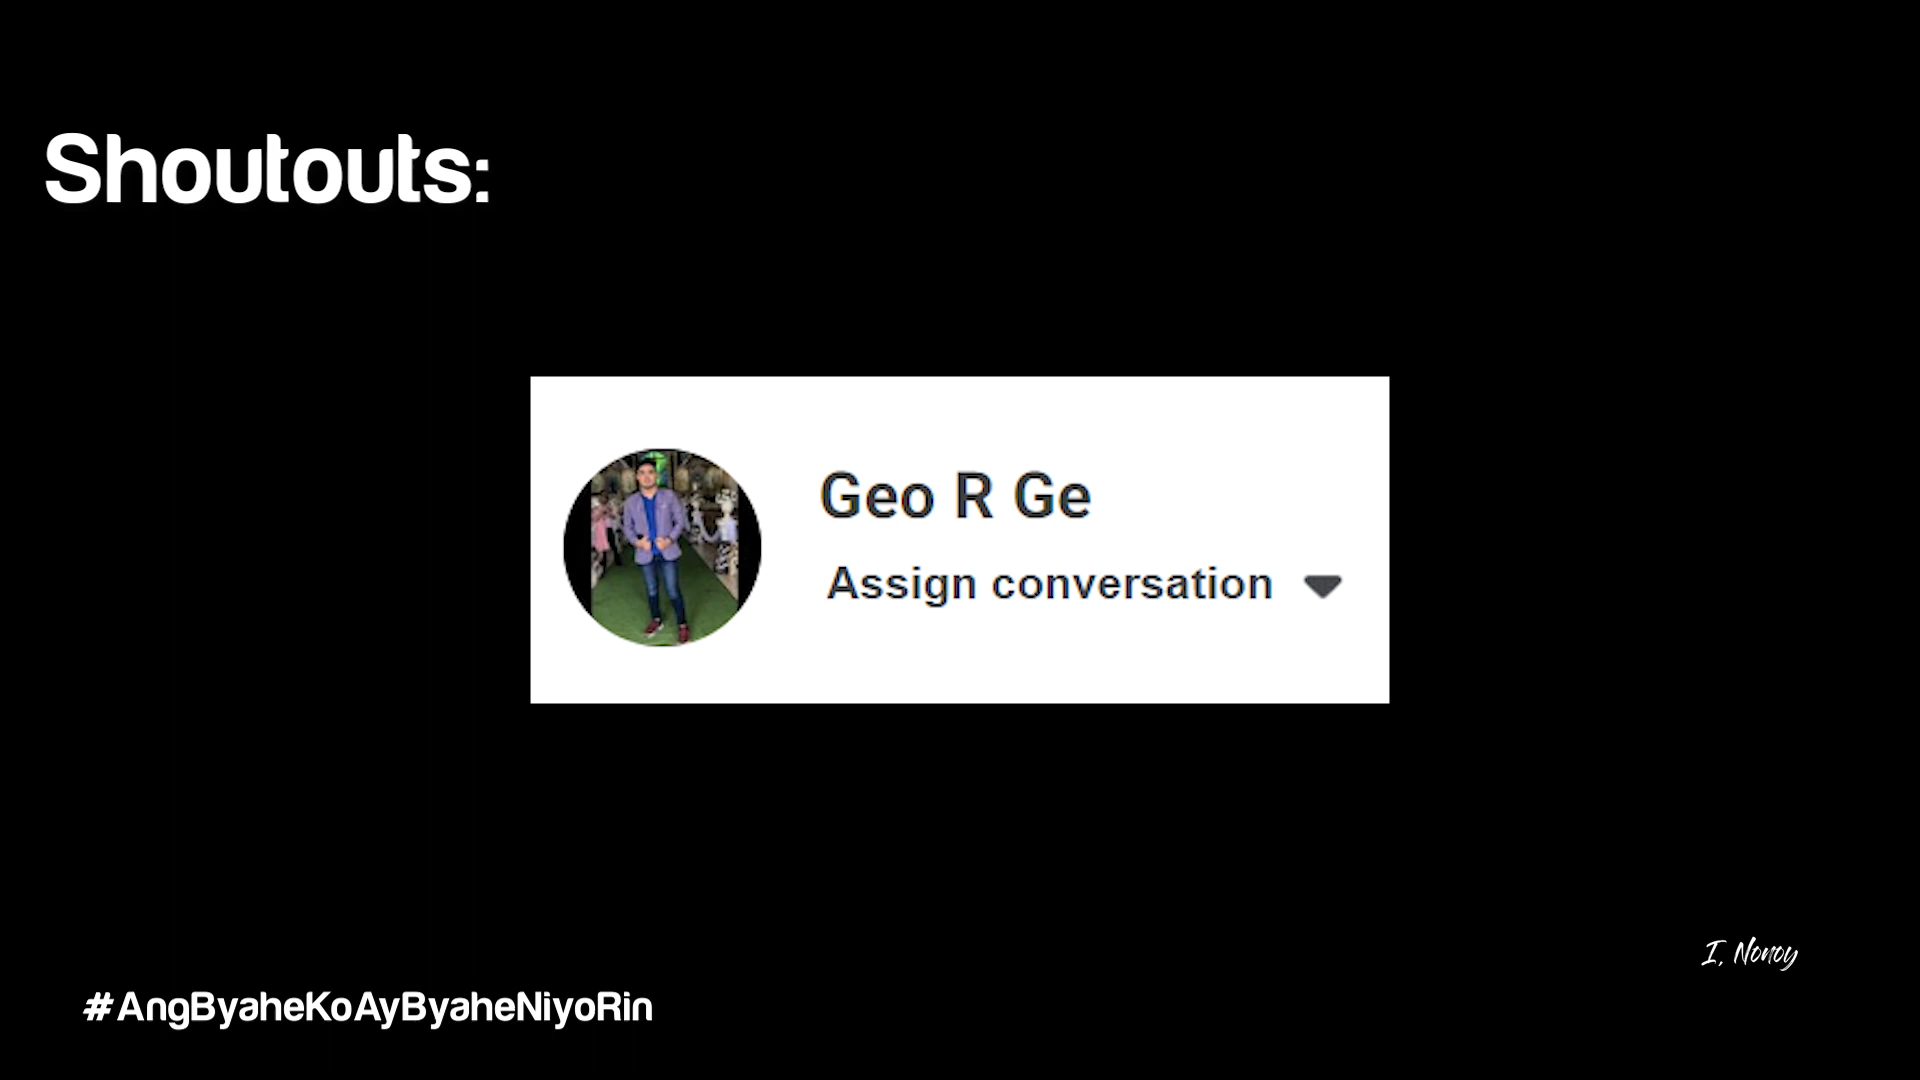 Shoutouts:
Geo R Ge
Assign conversation
I, Nonoy
#AngByaheKoAyByaheNiyoRin